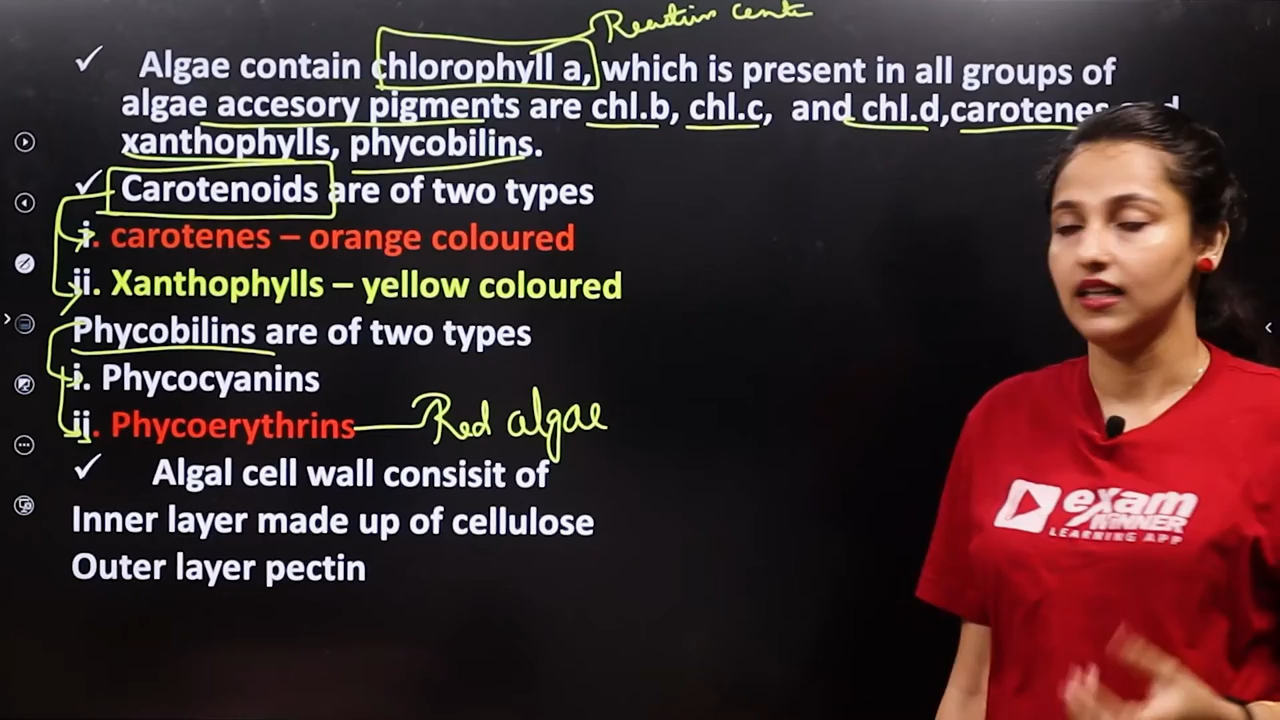 Reaction cente
✓ Algae contain chlorophyll a, which is present in all groups of
algae accesory pigments are chl.b, chl.c, and chl.d,carotenes
xanthophylls, phycobilins.
✓ Carotenoids are of two types
i. carotenes – orange coloured
ii. Xanthophylls – yellow coloured
Phycobilins are of two types
i. Phycocyanins
ii. Phycoerythrins — Red algae
✓ Algal cell wall consisit of
Inner layer made up of cellulose
Outer layer pectin
exam
WINNER
LEARNING APP